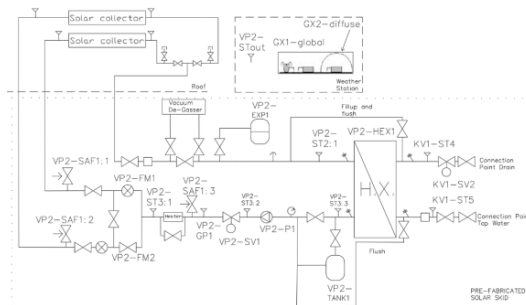 Solar collector
Solar collector
VP2-
STout
GX2-diffuse
GX1-global
Weather
Station
Roof
Vacuum
De-Gasser
VP2-
EXP1
Fillup and
flush
VP2-
ST2:1
VP2-HEX1
KV1-ST4
Connection
Point Drain
VP2-SAF1:1
VP2-FM1
VP2-
ST3:1
VP2-
SAF1:3
H.X.
KV1-SV2
KV1-ST5
VP2-SAF1:2
Heater
VP2-
ST3:2
VP2-
ST3:3
Connection Poi
Tap Water
VP2-
GP1
VP2-P1
VP2-SV1
VP2-FM2
Flush
VP2-
TANK1
PRE-FABRICATED
SOLAR SKID